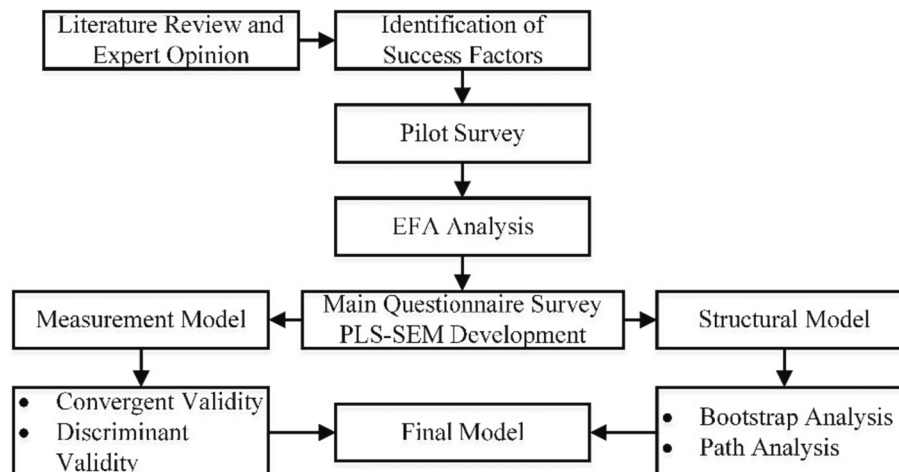 Literature Review and
Expert Opinion
Identification of
Success Factors
Pilot Survey
EFA Analysis
Measurement Model
Main Questionnaire Survey
PLS-SEM Development
Structural Model
• Convergent Validity
• Discriminant
Validity
Final Model
• Bootstrap Analysis
• Path Analysis